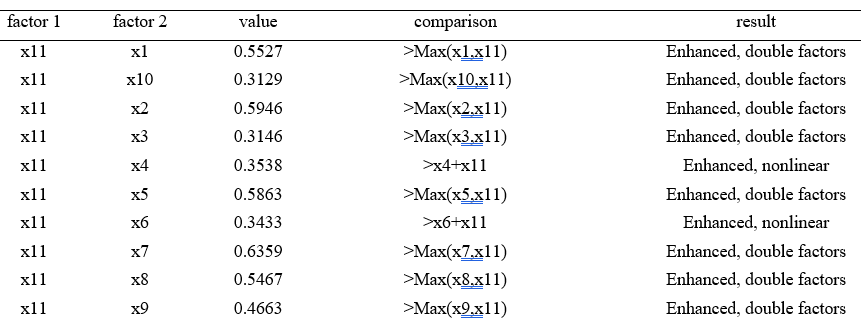 factor 1 factor 2 value comparison result
x11 x1 0.5527 >Max(x1,x11) Enhanced, double factors
x11 x10 0.3129 >Max(x10,x11) Enhanced, double factors
x11 x2 0.5946 >Max(x2,x11) Enhanced, double factors
x11 x3 0.3146 >Max(x3,x11) Enhanced, double factors
x11 x4 0.3538 >x4+x11 Enhanced, nonlinear
x11 x5 0.5863 >Max(x5,x11) Enhanced, double factors
x11 x6 0.3433 >x6+x11 Enhanced, nonlinear
x11 x7 0.6359 >Max(x7,x11) Enhanced, double factors
x11 x8 0.5467 >Max(x8,x11) Enhanced, double factors
x11 x9 0.4663 >Max(x9,x11) Enhanced, double factors